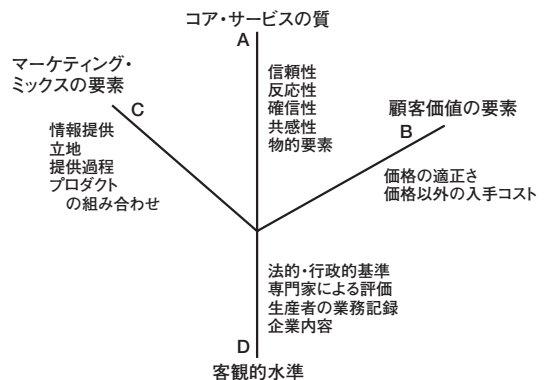 コア・サービスの質
A
信頼性
反応性
確信性
共感性
物的要素
マーケティング・
ミックスの要素
C
情報提供
立地
提供過程
プロダクト
の組み合わせ
顧客価値の要素
B
価格の適正さ
価格以外の入手コスト
法的・行政的基準
専門家による評価
生産者の業務記録
企業内容
D
客観的水準